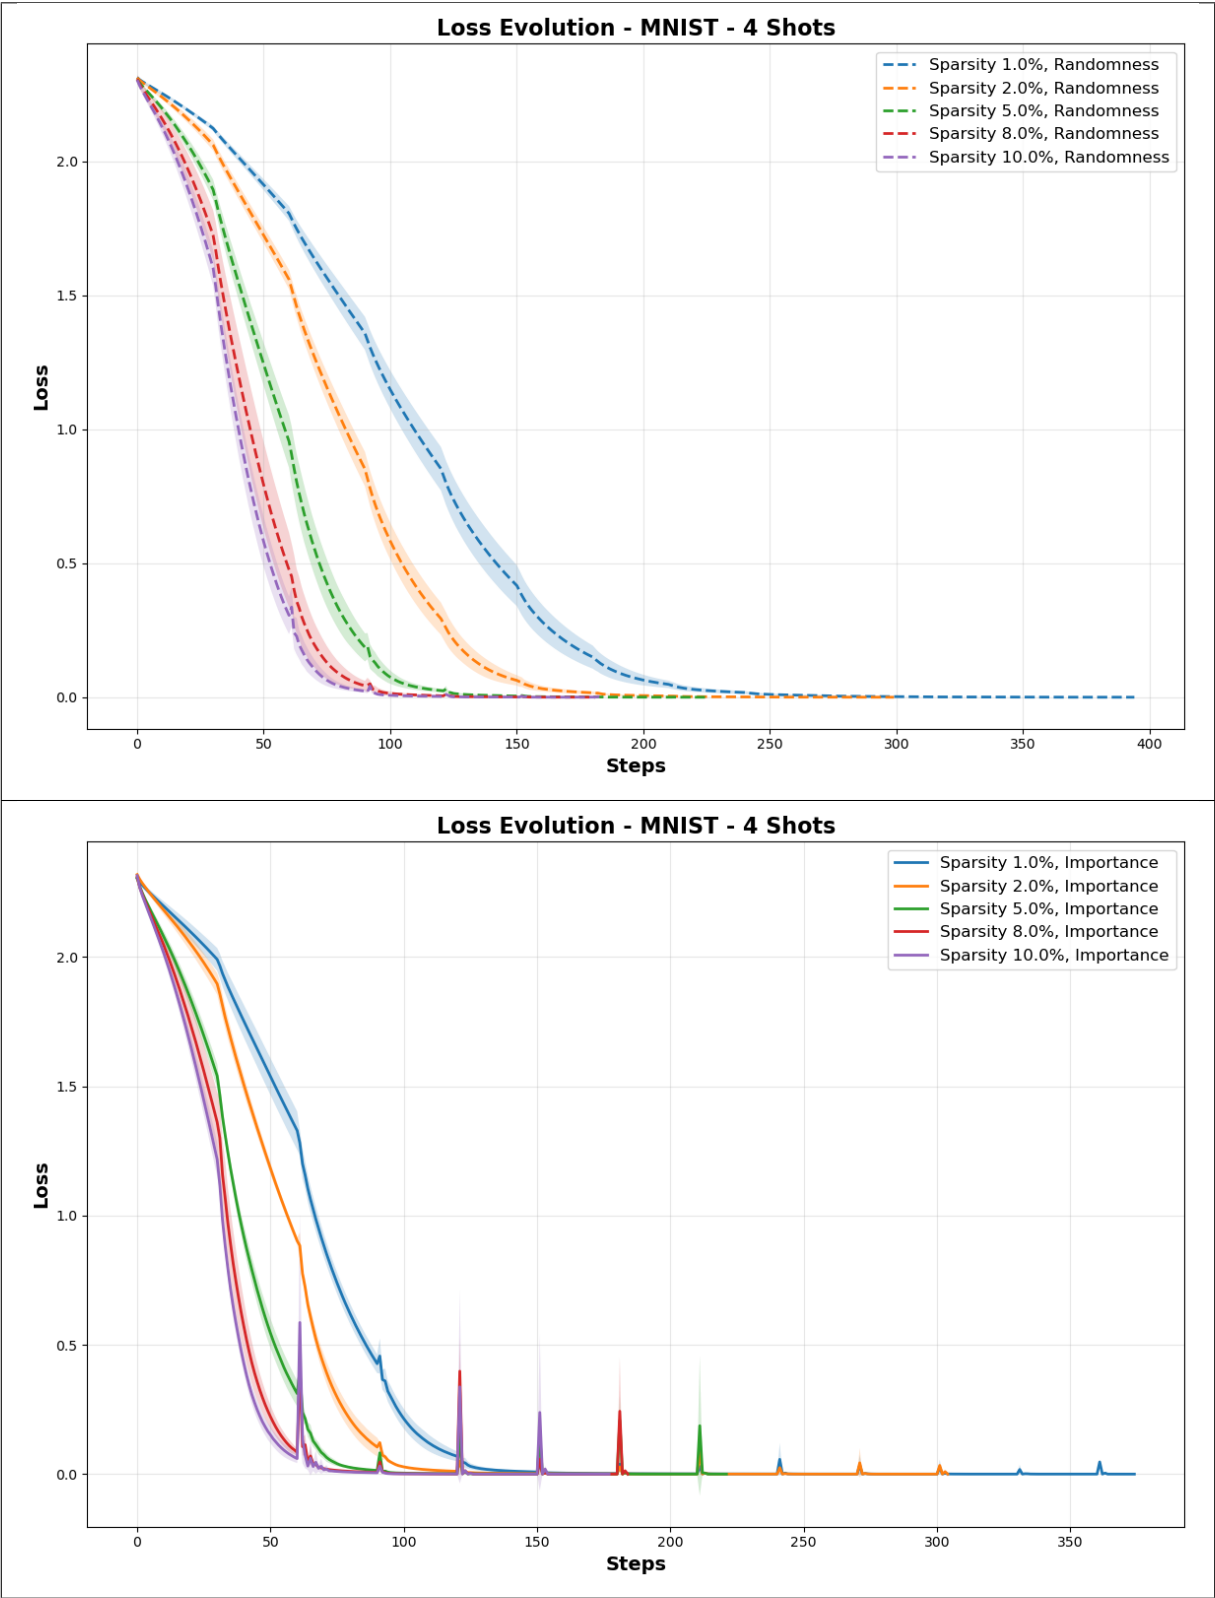 Loss Evolution - MNIST - 4 Shots
Sparsity 1.0%, Randomness
Sparsity 2.0%, Randomness
Sparsity 5.0%, Randomness
Sparsity 8.0%, Randomness
Sparsity 10.0%, Randomness
2.0
1.5
1.0
0.5
0.0
Loss
0 50 100 150 200 250 300 350 400
Steps
Loss Evolution - MNIST - 4 Shots
Sparsity 1.0%, Importance
Sparsity 2.0%, Importance
Sparsity 5.0%, Importance
Sparsity 8.0%, Importance
Sparsity 10.0%, Importance
2.0
1.5
1.0
0.5
0.0
Loss
0 50 100 150 200 250 300 350
Steps